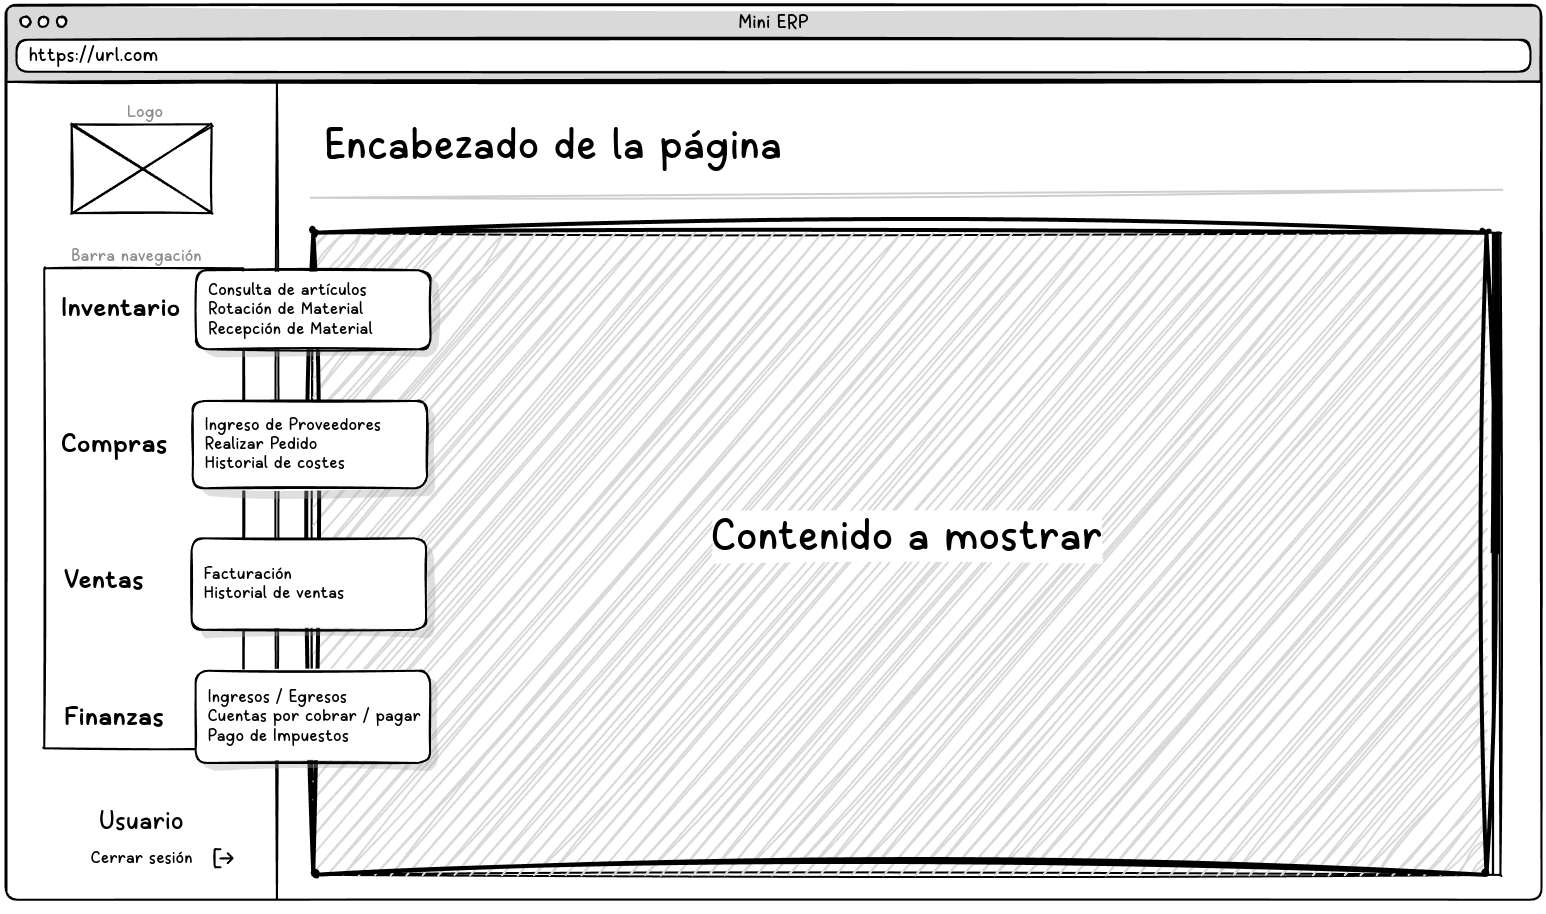 Mini ERP
https://url.com
Logo
Encabezado de la página
Barra navegación
Inventario
Consulta de artículos
Rotación de Material
Recepción de Material
Compras
Ingreso de Proveedores
Realizar Pedido
Historial de costes
Contenido a mostrar
Ventas
Facturación
Historial de ventas
Finanzas
Ingresos / Egresos
Cuentas por cobrar / pagar
Pago de Impuestos
Usuario
Cerrar sesión